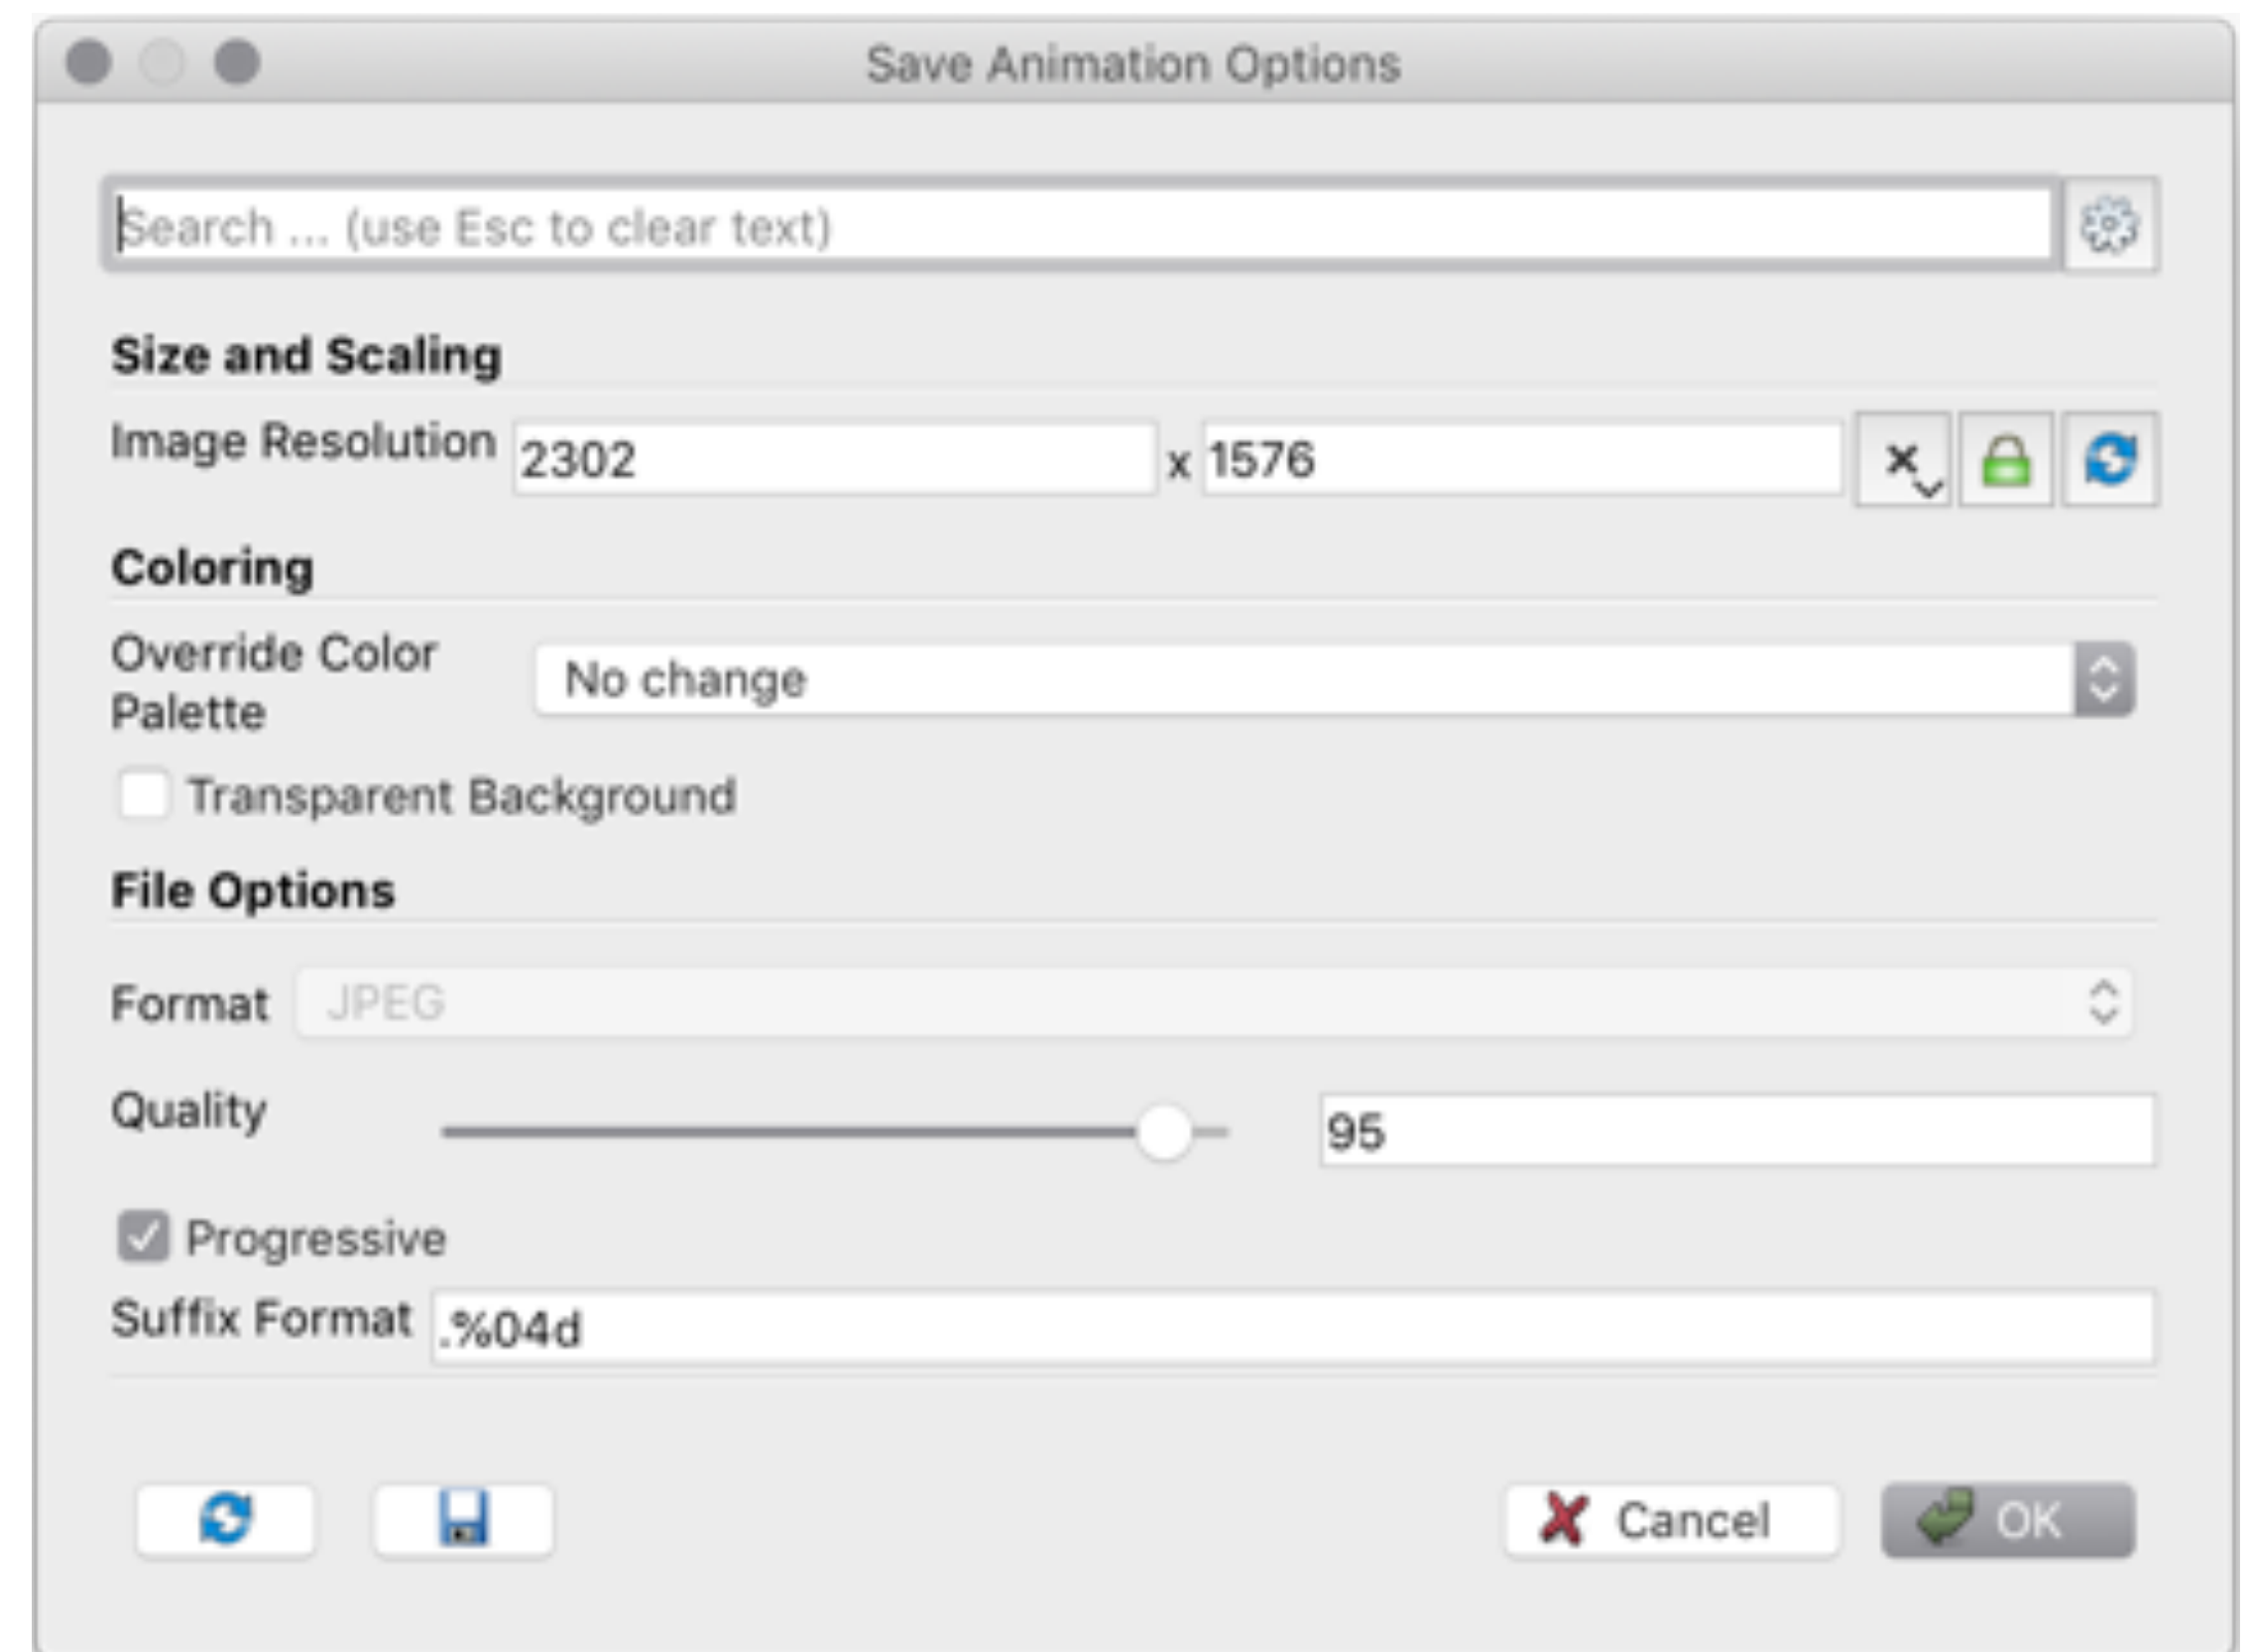 Save Animation Options
Search ... (use Esc to clear text)
Size and Scaling
Image Resolution 2302 x 1576
Coloring
Override Color
Palette
No change
Transparent Background
File Options
Format JPEG
Quality 95
Progressive
Suffix Format .%04d
Cancel OK